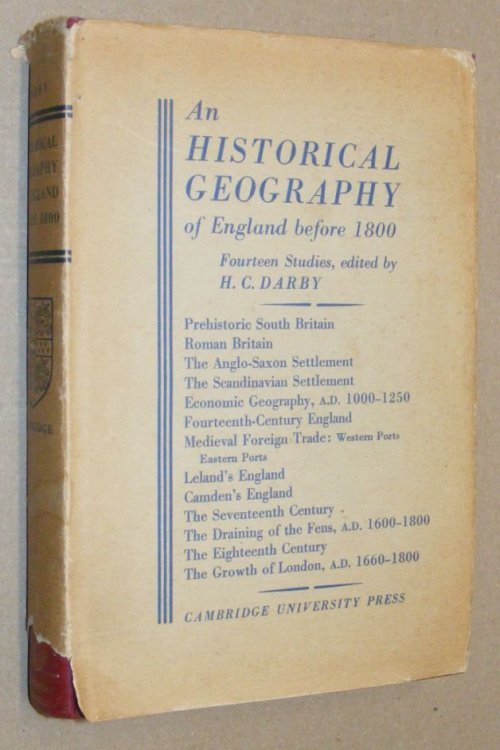 An
HISTORICAL
GEOGRAPHY
of England before 1800
Fourteen Studies, edited by
H. C. DARBY
Prehistoric South Britain
Roman Britain
The Anglo-Saxon Settlement
The Scandinavian Settlement
Economic Geography, A.D. 1000–1250
Fourteenth-Century England
Medieval Foreign Trade: Western Ports
Eastern Ports
Leland's England
Camden's England
The Seventeenth Century
The Draining of the Fens, A.D. 1600–1800
The Eighteenth Century
The Growth of London, A.D. 1660–1800
CAMBRIDGE UNIVERSITY PRESS